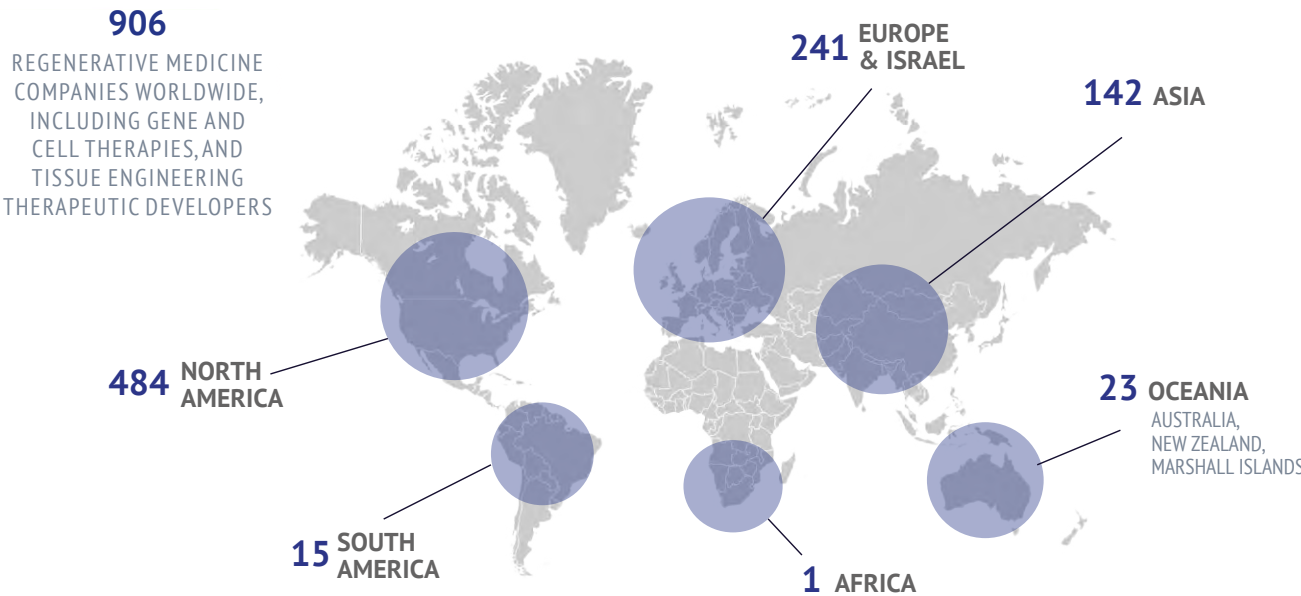 906
REGENERATIVE MEDICINE
COMPANIES WORLDWIDE,
INCLUDING GENE AND
CELL THERAPIES, AND
TISSUE ENGINEERING
THERAPEUTIC DEVELOPERS
241 EUROPE
& ISRAEL
142 ASIA
484 NORTH
AMERICA
23 OCEANIA
AUSTRALIA,
NEW ZEALAND,
MARSHALL ISLANDS
15 SOUTH
AMERICA
1 AFRICA